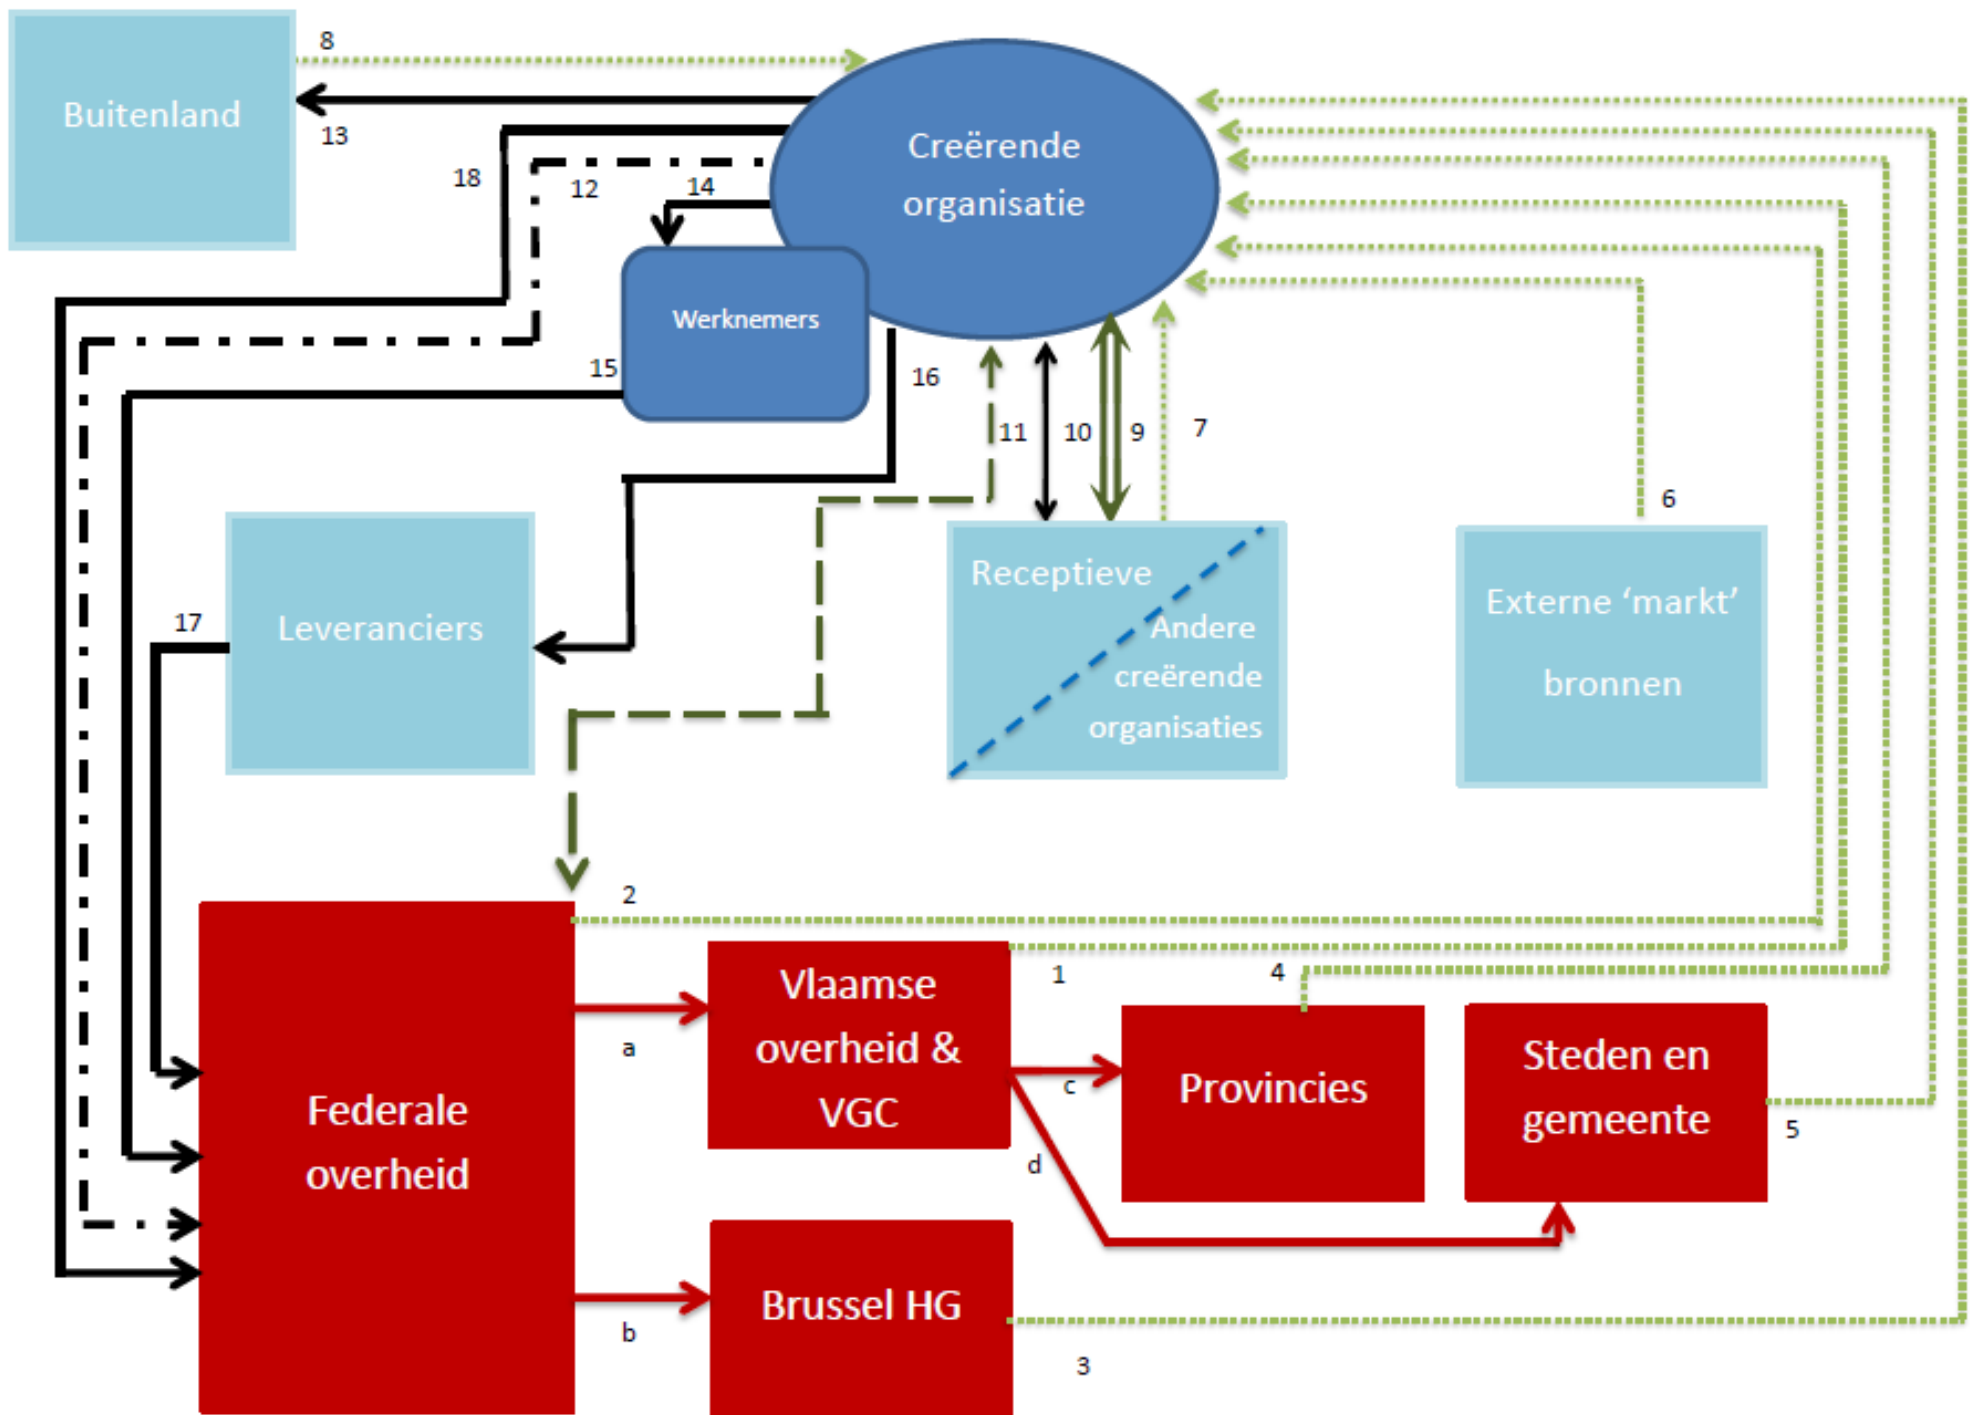 8
Buitenland
13
Creërende
organisatie
18
12
14
Werknemers
15
16
11
10
9
7
6
Receptieve
Andere
creërende
organisaties
Externe ‘markt’
bronnen
17
Leveranciers
2
1
4
Vlaamse
overheid &
VGC
a
c
d
Provincies
Steden en
gemeente
5
Federale
overheid
Brussel HG
b
3